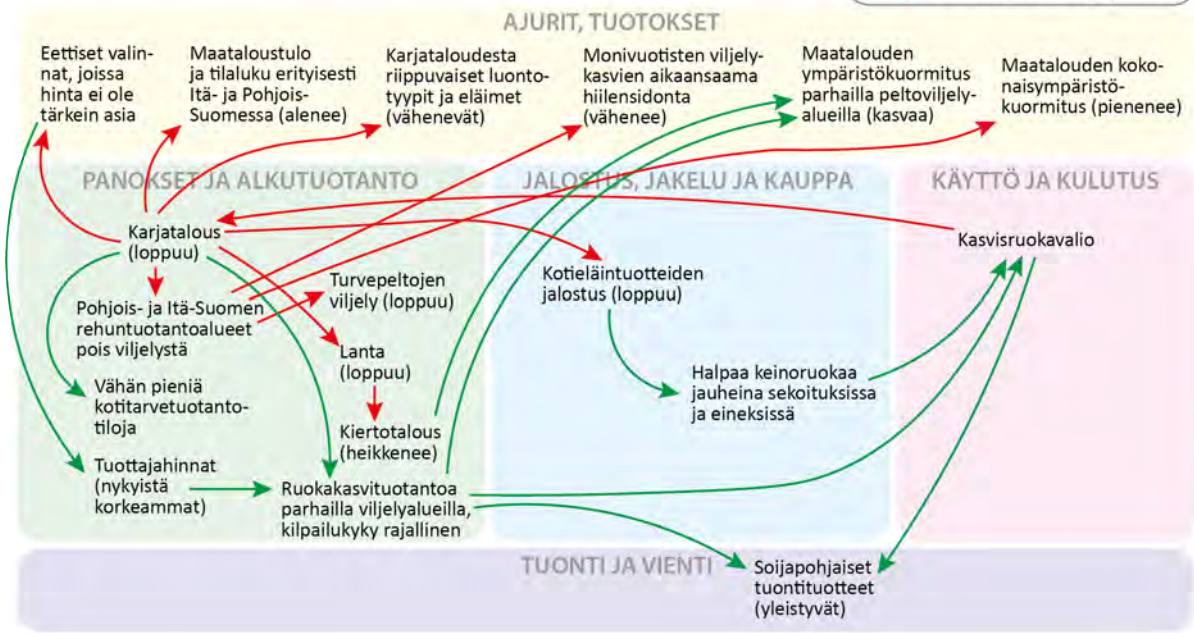 AJURIT, TUOTOKSET
Eettiset valin-
nat, joissa
hinta ei ole
tärkein asia
Maataloustulo
ja tilaluku erityisesti
Itä- ja Pohjois-
Suomessa (alenee)
Karjataloudesta
riippuvaiset luonto-
tyypit ja eläimet
(vähenevät)
Monivuotisten viljely-
kasvien aikaansaama
hiilensidonta
(vähenee)
Maatalouden
ympäristökuormitus
parhailla peltoviljely-
alueilla (kasvaa)
Maatalouden koko-
naisympäristö-
kuormitus (pienenee)
PANOKSET JA ALKUTUOTANTO
Karjatalous
(loppuu)
Pohjois- ja Itä-Suomen
rehuntuotantoalueet
pois viljelystä
Turvepeltojen
viljely (loppuu)
Lanta
(loppuu)
Vähän pieniä
kotitarvetuotanto-
tiloja
Kiertotalous
(heikkenee)
Tuottajahinnat
(nykyistä
korkeammat)
Ruokakasvituotantoa
parhailla viljelyalueilla,
kilpailukyky rajallinen
JALOSTUS, JAKELU JA KAUPPA
Kotieläintuotteiden
jalostus (loppuu)
Halpaa keinoruokaa
jauheina sekoituksissa
ja eineksissä
KÄYTTÖ JA KULUTUS
Kasvisruokavalio
TUONTI JA VIENTI
Soijapohjaiset
tuontituotteet
(yleistyvät)